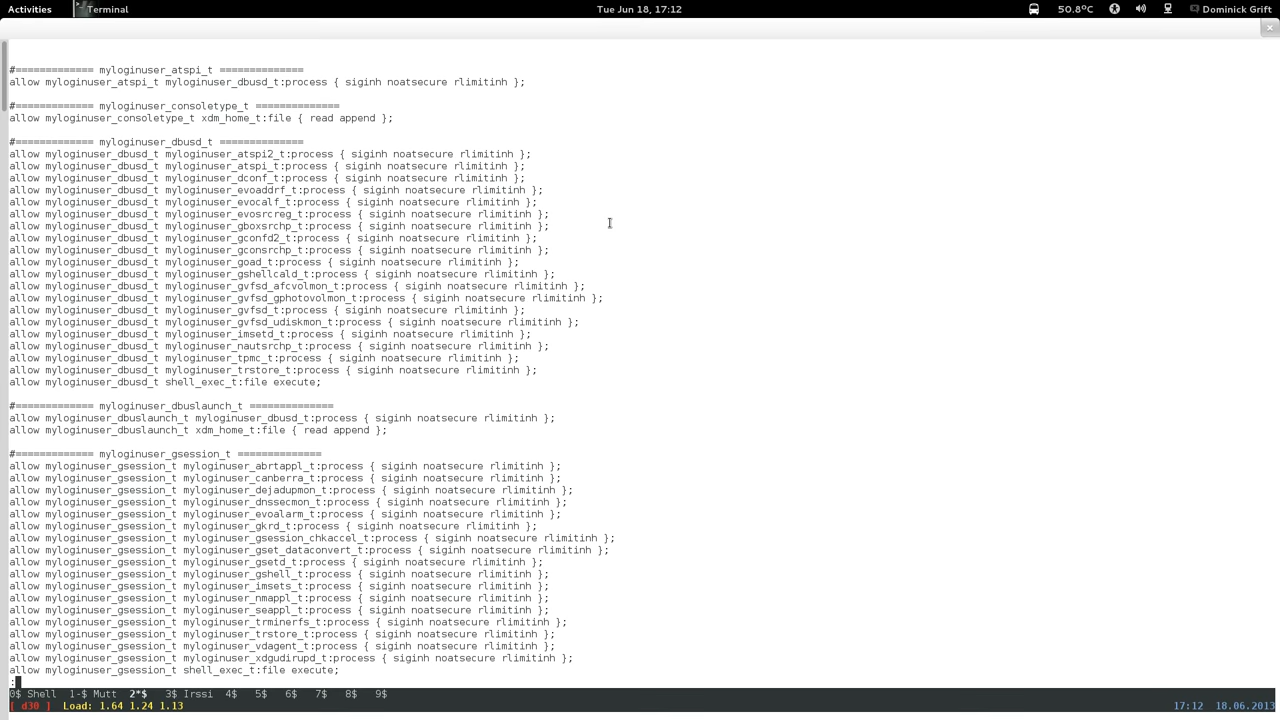 Activities
Terminal
Tue Jun 18, 17:12
50.8°C
Dominick Grift
#============= myloginuser_atspi_t ==============
allow myloginuser_atspi_t myloginuser_dbusd_t:process { siginh noatsecure rlimitinh };
#============= myloginuser_consoletype_t ==============
allow myloginuser_consoletype_t xdm_home_t:file { read append };
#============= myloginuser_dbusd_t ==============
allow myloginuser_dbusd_t myloginuser_atspi2_t:process { siginh noatsecure rlimitinh };
allow myloginuser_dbusd_t myloginuser_atspi_t:process { siginh noatsecure rlimitinh };
allow myloginuser_dbusd_t myloginuser_dconf_t:process { siginh noatsecure rlimitinh };
allow myloginuser_dbusd_t myloginuser_evoaddrf_t:process { siginh noatsecure rlimitinh };
allow myloginuser_dbusd_t myloginuser_evocalf_t:process { siginh noatsecure rlimitinh };
allow myloginuser_dbusd_t myloginuser_evosrcreg_t:process { siginh noatsecure rlimitinh };
allow myloginuser_dbusd_t myloginuser_gboxsrchp_t:process { siginh noatsecure rlimitinh };
allow myloginuser_dbusd_t myloginuser_gconfd2_t:process { siginh noatsecure rlimitinh };
allow myloginuser_dbusd_t myloginuser_gconsrchp_t:process { siginh noatsecure rlimitinh };
allow myloginuser_dbusd_t myloginuser_goad_t:process { siginh noatsecure rlimitinh };
allow myloginuser_dbusd_t myloginuser_gshellcald_t:process { siginh noatsecure rlimitinh };
allow myloginuser_dbusd_t myloginuser_gvfsd_afcvolmon_t:process { siginh noatsecure rlimitinh };
allow myloginuser_dbusd_t myloginuser_gvfsd_gphotovolmon_t:process { siginh noatsecure rlimitinh };
allow myloginuser_dbusd_t myloginuser_gvfsd_t:process { siginh noatsecure rlimitinh };
allow myloginuser_dbusd_t myloginuser_gvfsd_udiskmon_t:process { siginh noatsecure rlimitinh };
allow myloginuser_dbusd_t myloginuser_imsetd_t:process { siginh noatsecure rlimitinh };
allow myloginuser_dbusd_t myloginuser_nautsrchp_t:process { siginh noatsecure rlimitinh };
allow myloginuser_dbusd_t myloginuser_tpmc_t:process { siginh noatsecure rlimitinh };
allow myloginuser_dbusd_t myloginuser_trstore_t:process { siginh noatsecure rlimitinh };
allow myloginuser_dbusd_t shell_exec_t:file execute;
#============= myloginuser_dbuslaunch_t ==============
allow myloginuser_dbuslaunch_t myloginuser_dbusd_t:process { siginh noatsecure rlimitinh };
allow myloginuser_dbuslaunch_t xdm_home_t:file { read append };
#============= myloginuser_gsession_t ==============
allow myloginuser_gsession_t myloginuser_abrtappl_t:process { siginh noatsecure rlimitinh };
allow myloginuser_gsession_t myloginuser_canberra_t:process { siginh noatsecure rlimitinh };
allow myloginuser_gsession_t myloginuser_dejadupmon_t:process { siginh noatsecure rlimitinh };
allow myloginuser_gsession_t myloginuser_dnssecmon_t:process { siginh noatsecure rlimitinh };
allow myloginuser_gsession_t myloginuser_evoalarm_t:process { siginh noatsecure rlimitinh };
allow myloginuser_gsession_t myloginuser_gkrd_t:process { siginh noatsecure rlimitinh };
allow myloginuser_gsession_t myloginuser_gsession_chkaccel_t:process { siginh noatsecure rlimitinh };
allow myloginuser_gsession_t myloginuser_gset_dataconvert_t:process { siginh noatsecure rlimitinh };
allow myloginuser_gsession_t myloginuser_gsetd_t:process { siginh noatsecure rlimitinh };
allow myloginuser_gsession_t myloginuser_gshell_t:process { siginh noatsecure rlimitinh };
allow myloginuser_gsession_t myloginuser_imsets_t:process { siginh noatsecure rlimitinh };
allow myloginuser_gsession_t myloginuser_nmappl_t:process { siginh noatsecure rlimitinh };
allow myloginuser_gsession_t myloginuser_seappl_t:process { siginh noatsecure rlimitinh };
allow myloginuser_gsession_t myloginuser_trminerfs_t:process { siginh noatsecure rlimitinh };
allow myloginuser_gsession_t myloginuser_trstore_t:process { siginh noatsecure rlimitinh };
allow myloginuser_gsession_t myloginuser_vdagent_t:process { siginh noatsecure rlimitinh };
allow myloginuser_gsession_t myloginuser_xdgudirupd_t:process { siginh noatsecure rlimitinh };
allow myloginuser_gsession_t shell_exec_t:file execute;
:
0$ Shell 1-$ Mutt 2*$ 3$ Irssi 4$ 5$ 6$ 7$ 8$ 9$
[ d30 ] Load: 1.64 1.24 1.13 17:12 18.06.2013